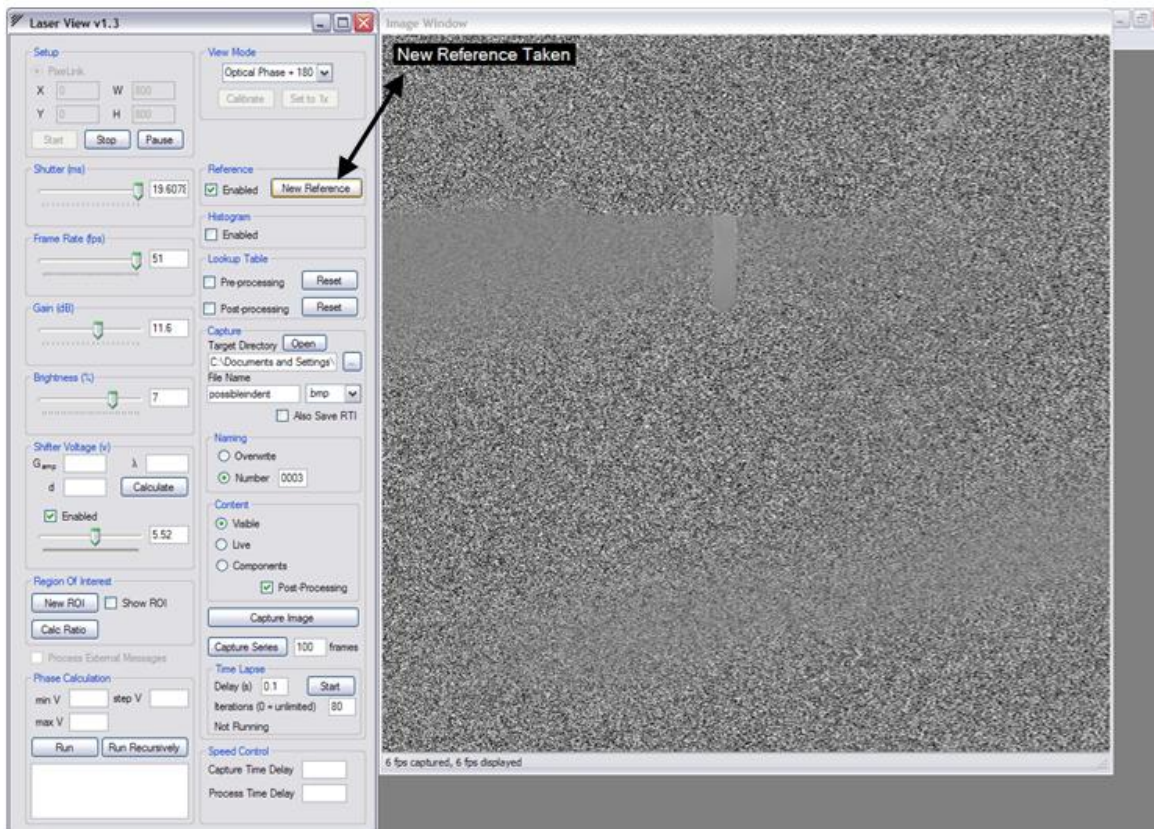 Laser View v1.3
Setup
PixeLink
X 0 W 800
Y 0 H 800
Start Stop Pause
Shutter (ms)
19.6078
Frame Rate (fps)
51
Gain (dB)
11.6
Brightness (%)
7
Shifter Voltage (v)
G amp λ
d Calculate
Enabled
5.52
Region Of Interest
New ROI Show ROI
Calc Ratio
Process External Messages
Phase Calculation
min V step V
max V
Run Run Recursively
View Mode
Optical Phase + 180
Calibrate Set to 1x
Reference
Enabled New Reference
Histogram
Enabled
Lookup Table
Pre-processing Reset
Post-processing Reset
Capture
Target Directory Open
C:\Documents and Settings\ ...
File Name
possibleindent .bmp
Also Save RTI
Naming
Overwrite
Number 0003
Content
Visible
Live
Components
Post-Processing
Capture Image
Capture Series 100 frames
Time Lapse
Delay (s) 0.1 Start
Iterations (0 = unlimited) 80
Not Running
Speed Control
Capture Time Delay
Process Time Delay
Image Window
New Reference Taken
6 fps captured, 6 fps displayed